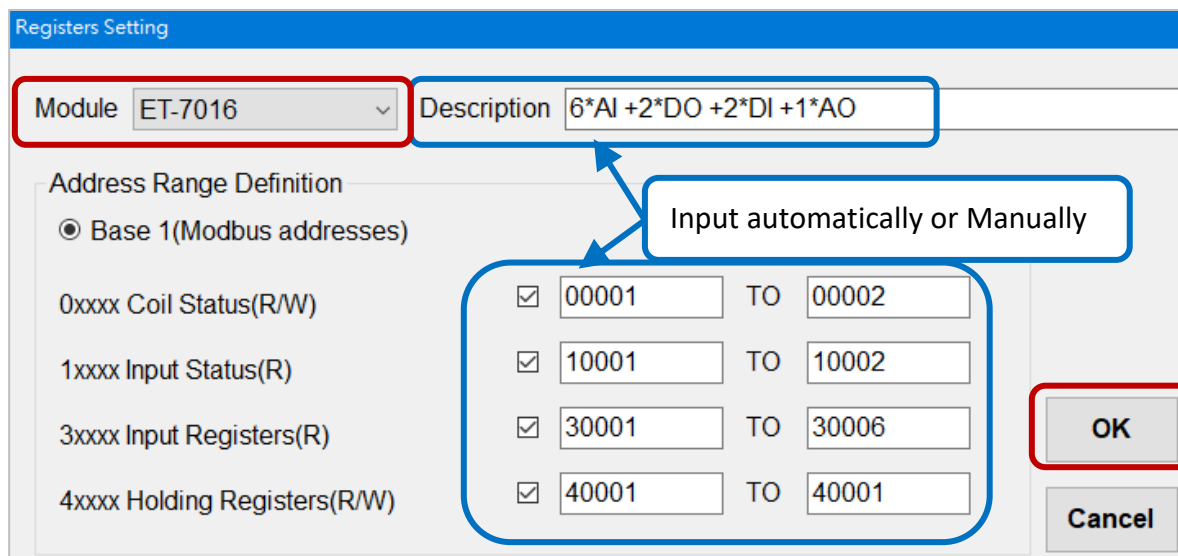 Registers Setting
Module ET-7016 Description 6*AI +2*DO +2*DI +1*AO
Address Range Definition
Input automatically or Manually
Base 1(Modbus addresses)
0xxxx Coil Status(R/W) 00001 TO 00002
1xxxx Input Status(R) 10001 TO 10002
3xxxx Input Registers(R) 30001 TO 30006
OK
4xxxx Holding Registers(R/W) 40001 TO 40001
Cancel